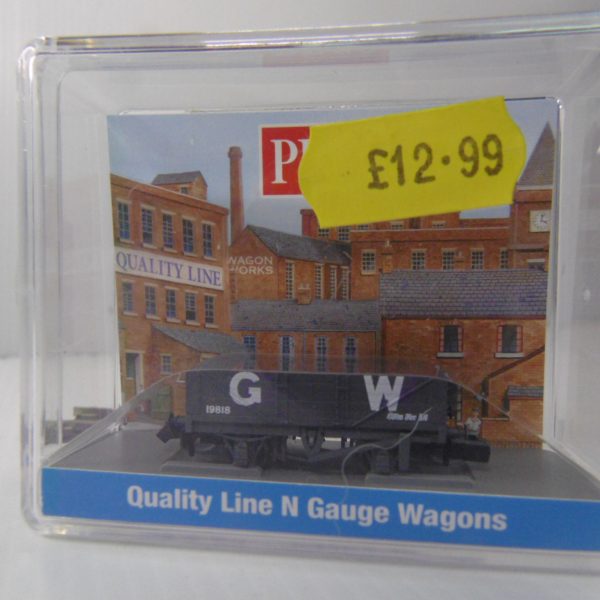 P
£12.99
QUALITY LINE
WAGON
WORKS
G W
19818
Quality Line N Gauge Wagons